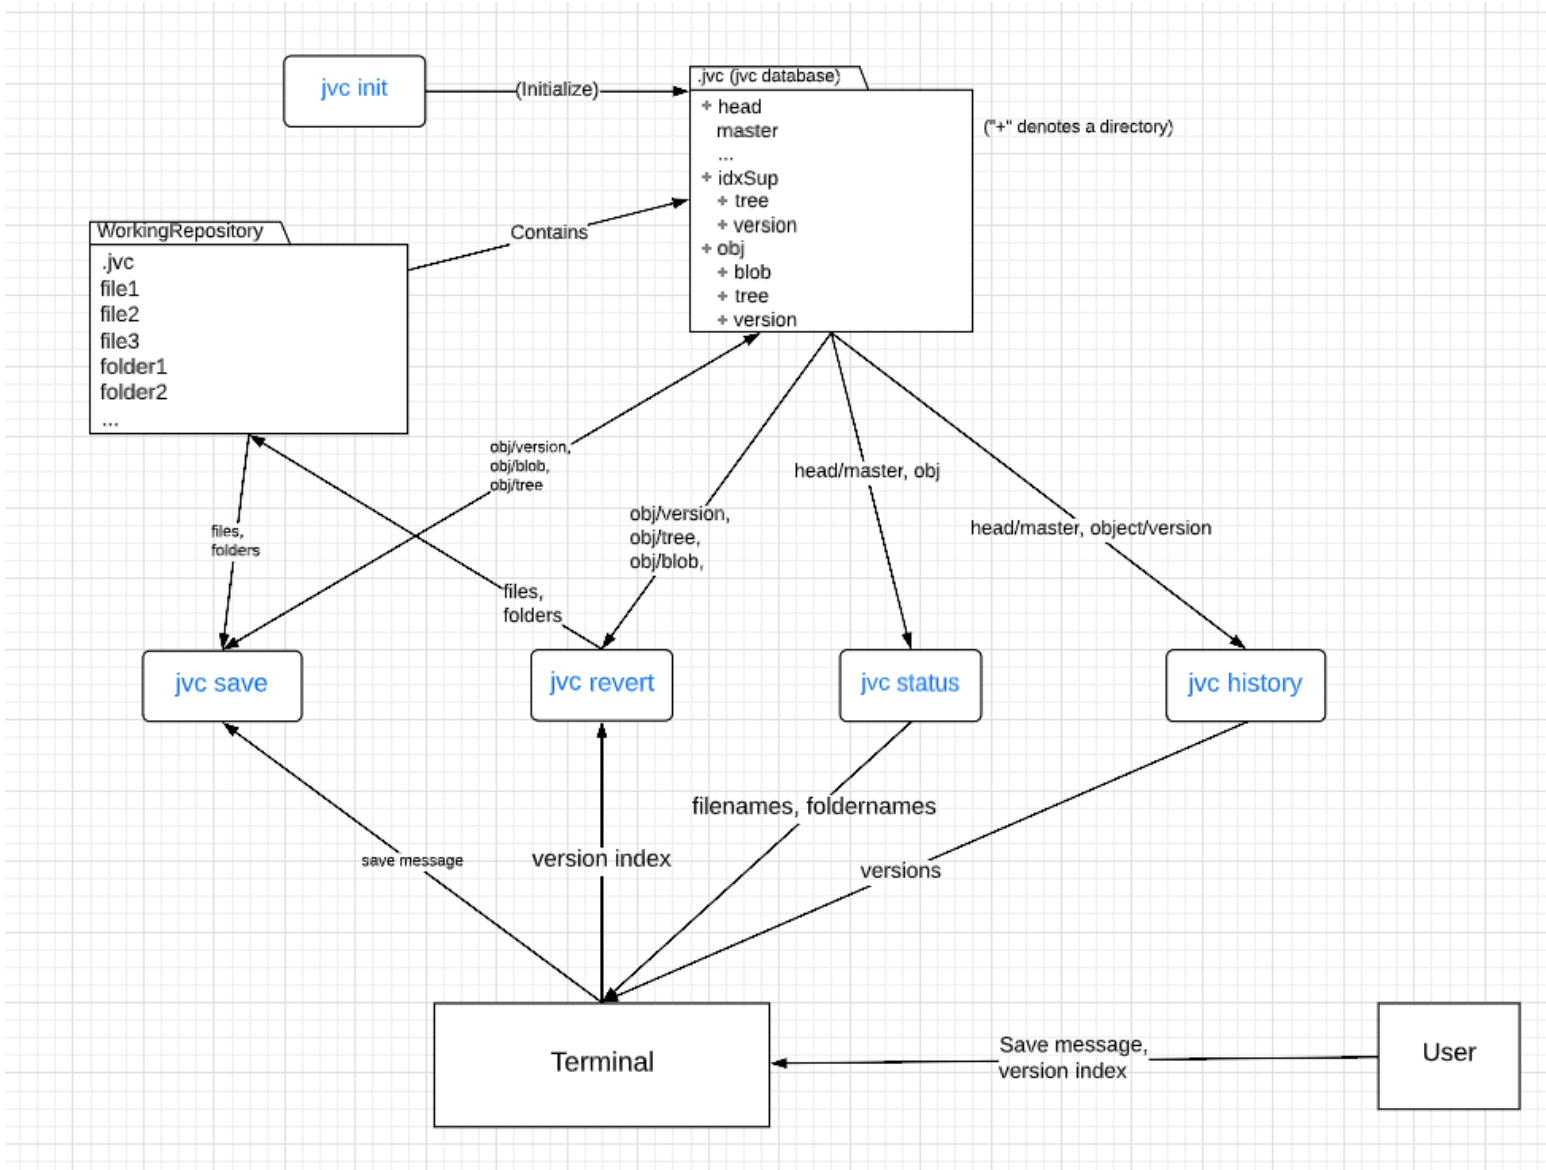 jvc init
(Initialize)
.jvc (jvc database)
+ head
master
...
+ idxSup
+ tree
+ version
+ obj
+ blob
+ tree
+ version
("+" denotes a directory)
Contains
WorkingRepository
.jvc
file1
file2
file3
folder1
folder2
...
obj/version,
obj/blob,
obj/tree
head/master, obj
files,
folders
obj/version,
obj/tree,
obj/blob,
head/master, object/version
files,
folders
jvc save
jvc revert
jvc status
jvc history
save message
version index
filenames, foldernames
versions
Terminal
Save message,
version index
User